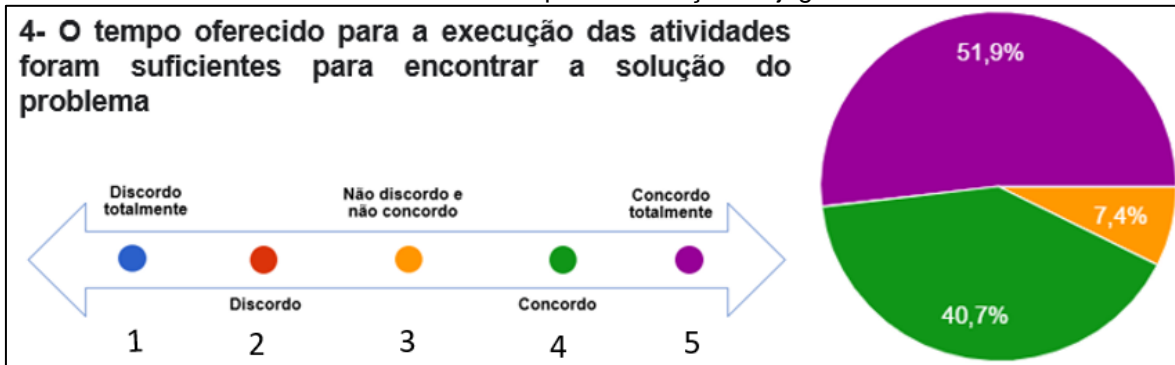 4- O tempo oferecido para a execução das atividades
foram suficientes para encontrar a solução do
problema
51,9%
7,4%
40,7%
Discordo
totalmente
Não discordo e
não concordo
Concordo
totalmente
Discordo
Concordo
1 2 3 4 5